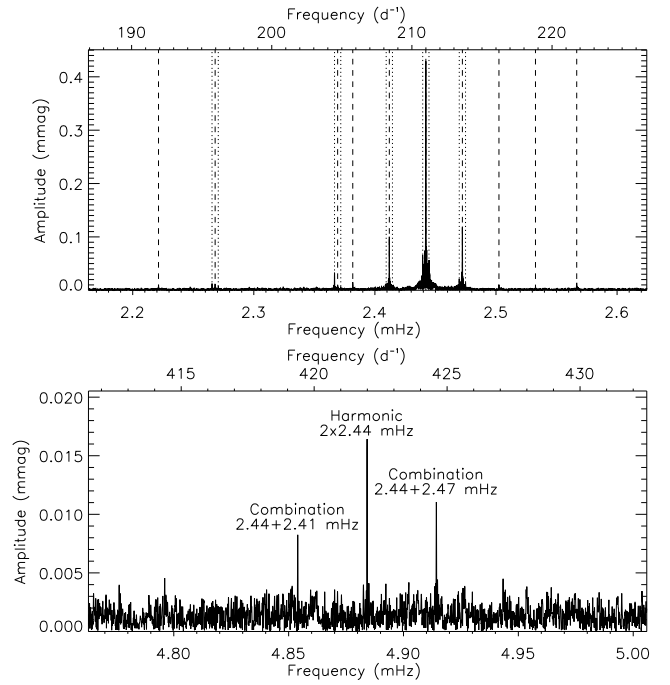 Frequency (d⁻¹)
190 200 210 220
0.4
0.3
0.2
0.1
0.0
Amplitude (mmag)
2.2 2.3 2.4 2.5 2.6
Frequency (mHz)
Frequency (d⁻¹)
415 420 425 430
0.020
0.015
0.010
0.005
0.000
Amplitude (mmag)
Harmonic
2x2.44 mHz
Combination
2.44+2.47 mHz
Combination
2.44+2.41 mHz
4.80 4.85 4.90 4.95 5.00
Frequency (mHz)